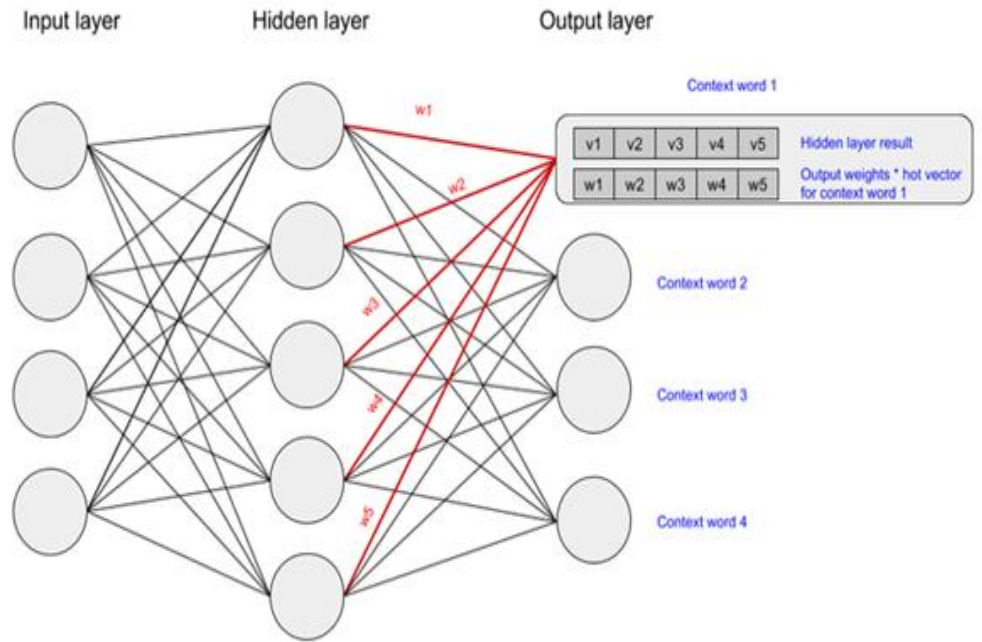 Input layer
Hidden layer
Output layer
Context word 1
w1
v1 v2 v3 v4 v5
Hidden layer result
w1 w2 w3 w4 w5
Output weights * hot vector
for context word 1
w2
w3
Context word 2
w4
Context word 3
w5
Context word 4